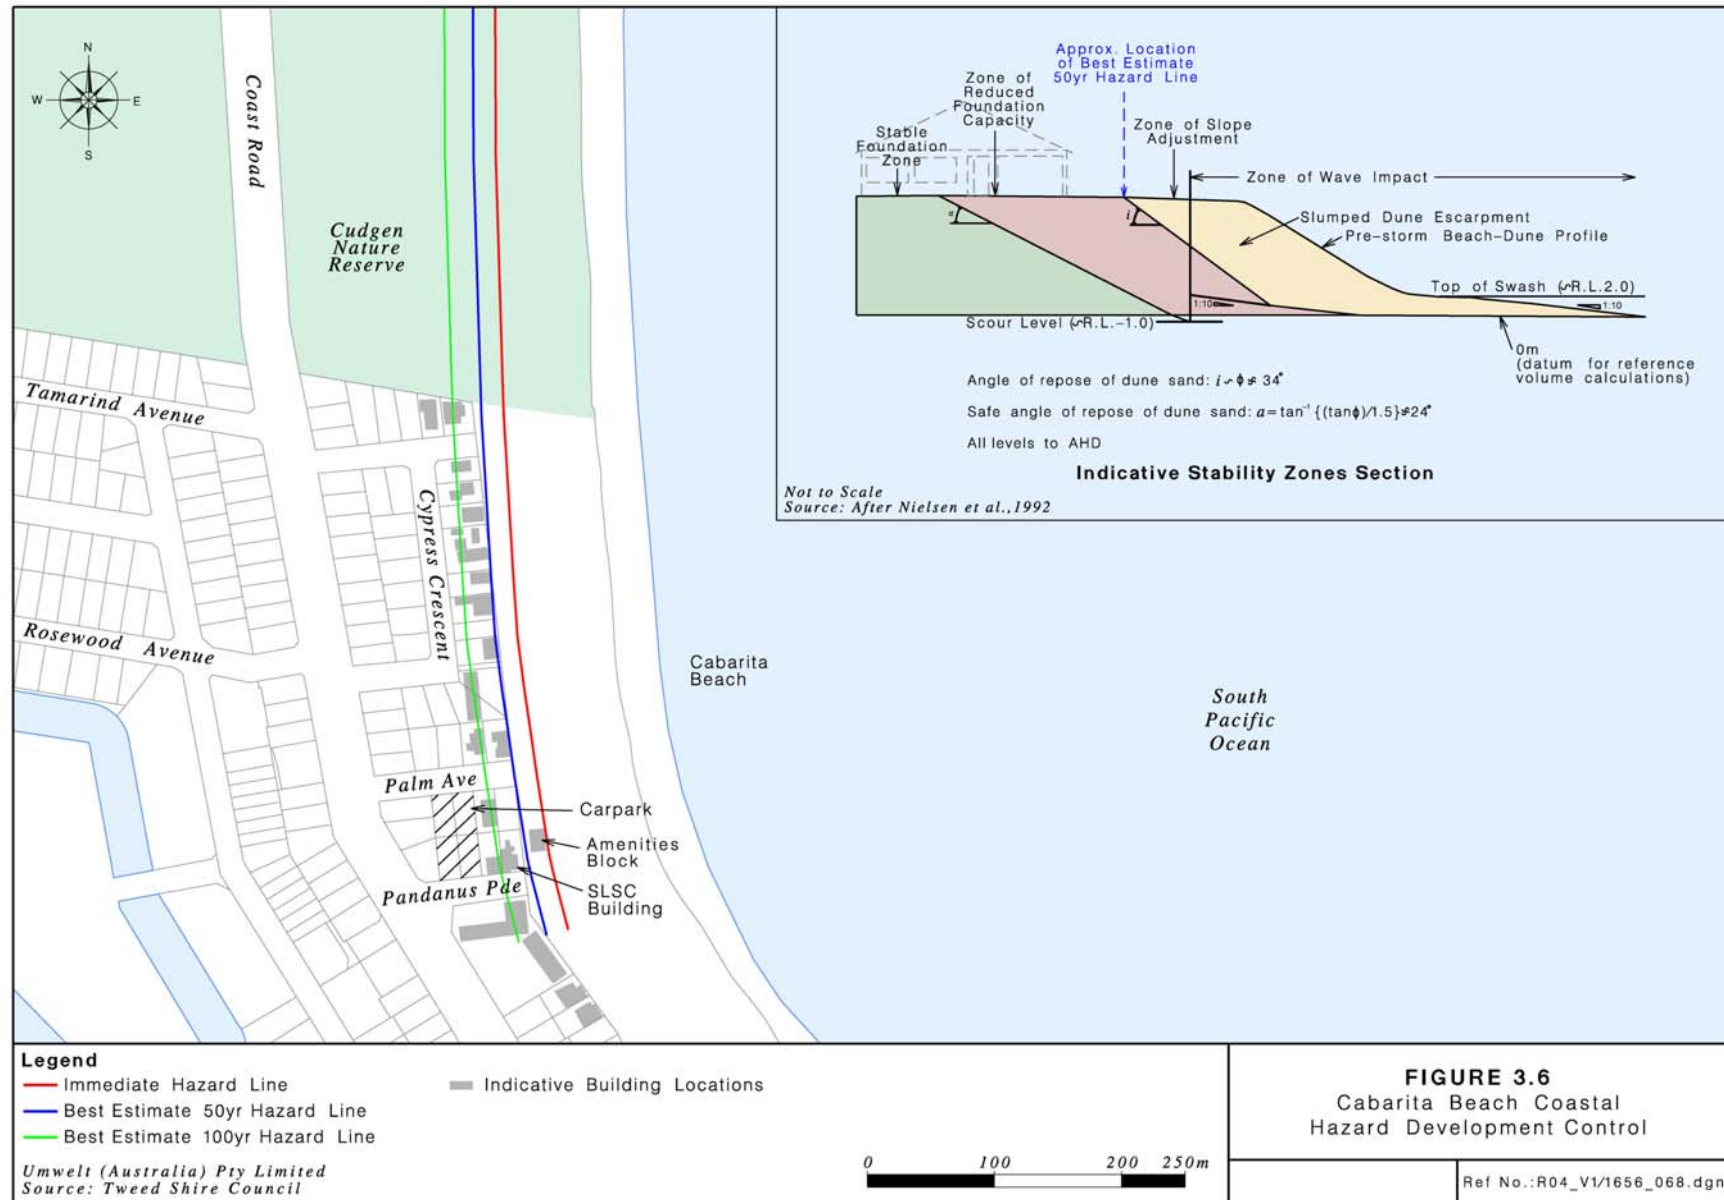 N
W
E
S
Coast Road
Cudgen
Nature
Reserve
Tamarind Avenue
Cypress Crescent
Rosewood Avenue
Palm Ave
Carpark
Amenities
Block
SLSC
Building
Pandanus Pde
Cabarita
Beach
South
Pacific
Ocean
Approx. Location
of Best Estimate
50yr Hazard Line
Zone of
Reduced
Foundation
Capacity
Stable
Foundation
Zone
Zone of Slope
Adjustment
Zone of Wave Impact
Slumped Dune Escarpment
Pre-storm Beach-Dune Profile
a
i
Top of Swash (~R.L.2.0)
1:10
1:10
Scour Level (~R.L.-1.0)
0m
(datum for reference
volume calculations)
Angle of repose of dune sand: i ~ ϕ ≠ 34°
Safe angle of repose of dune sand: a = tan⁻¹ {(tanϕ)/1.5}≠24°
All levels to AHD
Indicative Stability Zones Section
Not to Scale
Source: After Nielsen et al.,1992
Legend
Immediate Hazard Line
Best Estimate 50yr Hazard Line
Best Estimate 100yr Hazard Line
Indicative Building Locations
Umwelt (Australia) Pty Limited
Source: Tweed Shire Council
0 100 200 250m
FIGURE 3.6
Cabarita Beach Coastal
Hazard Development Control
Ref No.:R04_V1/1656_068.dgn